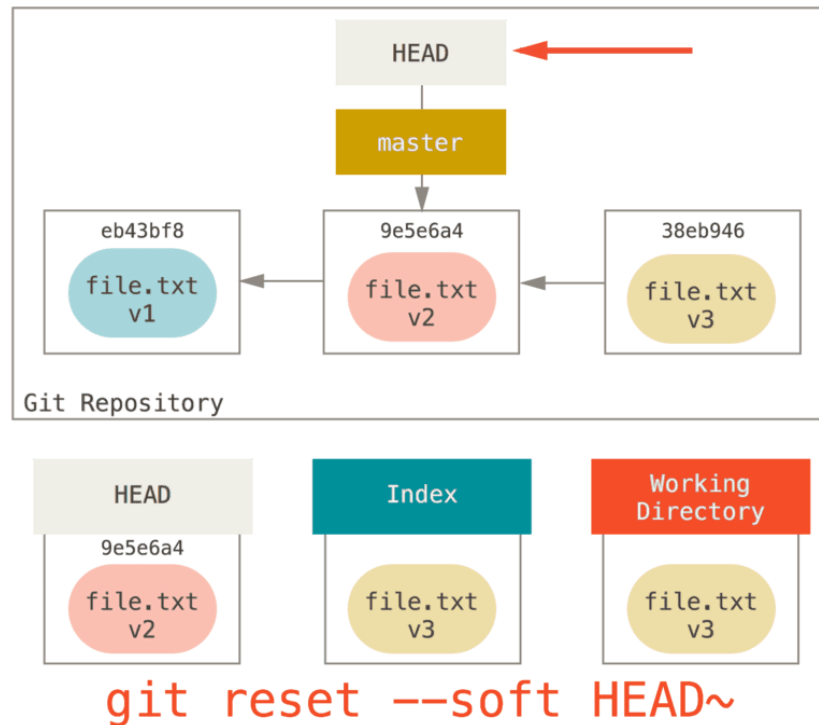 HEAD
master
eb43bf8
9e5e6a4
38eb946
file.txt
v1
file.txt
v2
file.txt
v3
Git Repository
HEAD
Index
Working
Directory
9e5e6a4
file.txt
v2
file.txt
v3
file.txt
v3
git reset --soft HEAD~